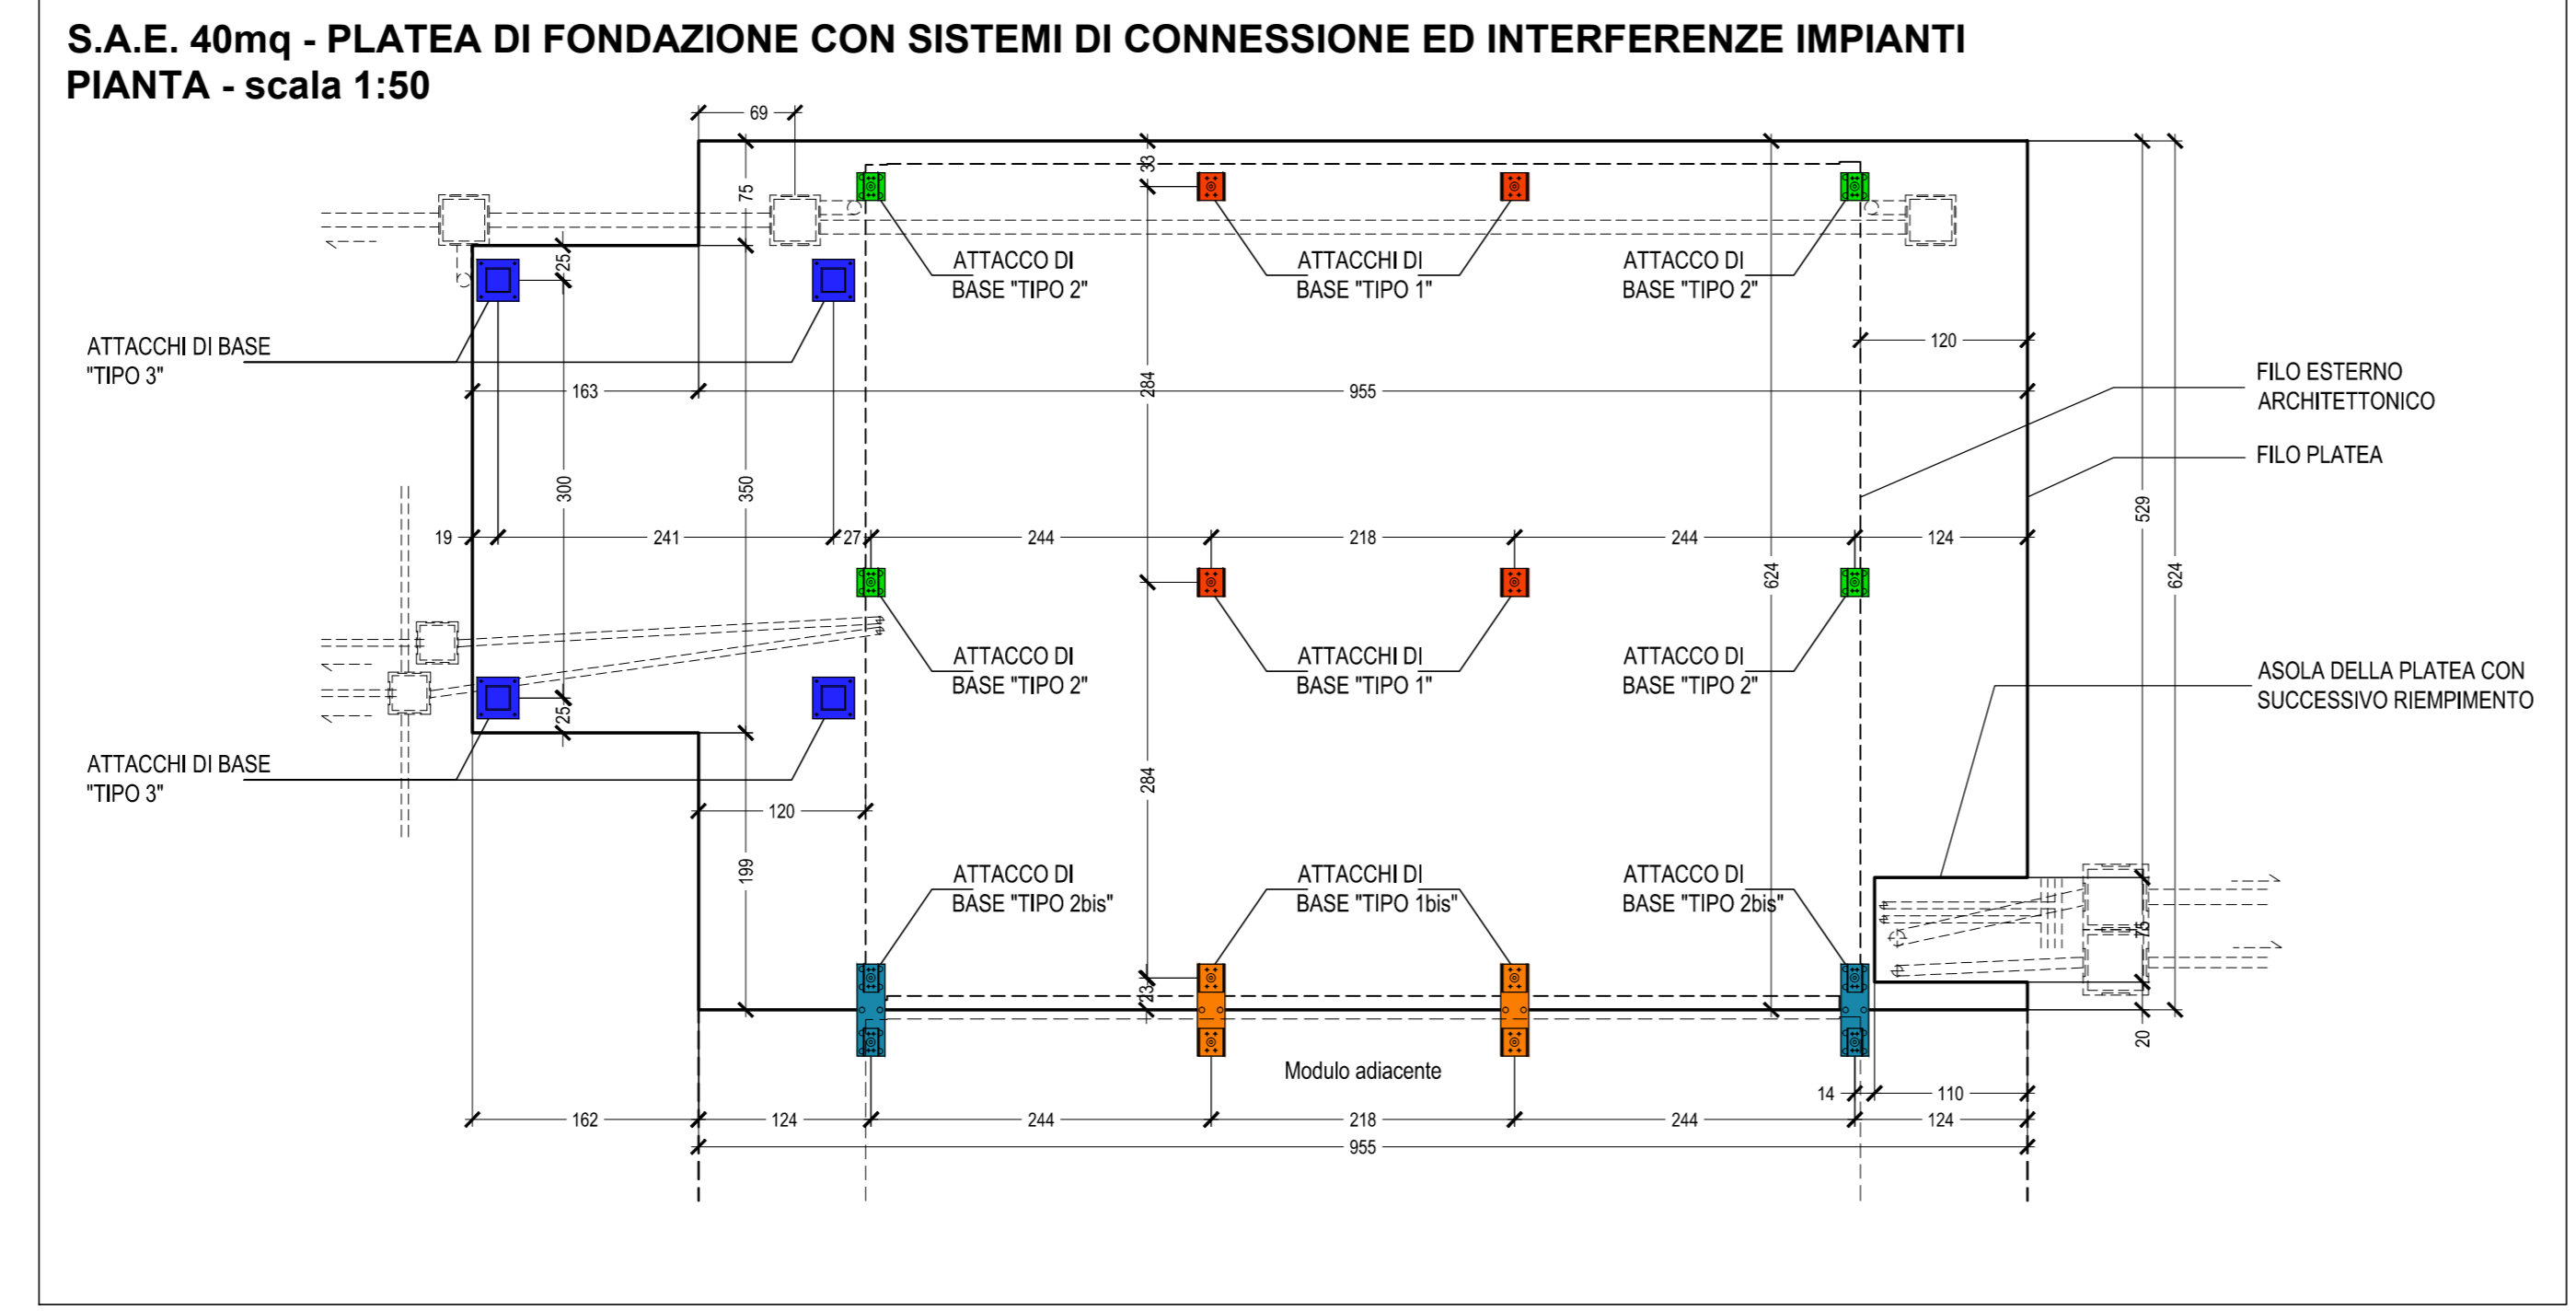 S.A.E. 40mq - PLATEA DI FONDAZIONE CON SISTEMI DI CONNESSIONE ED INTERFERENZE IMPIANTI
PIANTA - scala 1:50
69
33
75
25
ATTACCO DI
BASE "TIPO 2"
ATTACCHI DI
BASE "TIPO 1"
ATTACCO DI
BASE "TIPO 2"
ATTACCHI DI BASE
"TIPO 3"
120
163
284
955
FILO ESTERNO
ARCHITETTONICO
FILO PLATEA
300
350
529
19
241
27
244
218
244
124
624
624
ATTACCO DI
BASE "TIPO 2"
ATTACCHI DI
BASE "TIPO 1"
ATTACCO DI
BASE "TIPO 2"
ASOLA DELLA PLATEA CON
SUCCESSIVO RIEMPIMENTO
25
ATTACCHI DI BASE
"TIPO 3"
284
120
199
ATTACCO DI
BASE "TIPO 2bis"
ATTACCHI DI
BASE "TIPO 1bis"
ATTACCO DI
BASE "TIPO 2bis"
75
23
20
Modulo adiacente
14
110
162
124
244
218
244
124
955